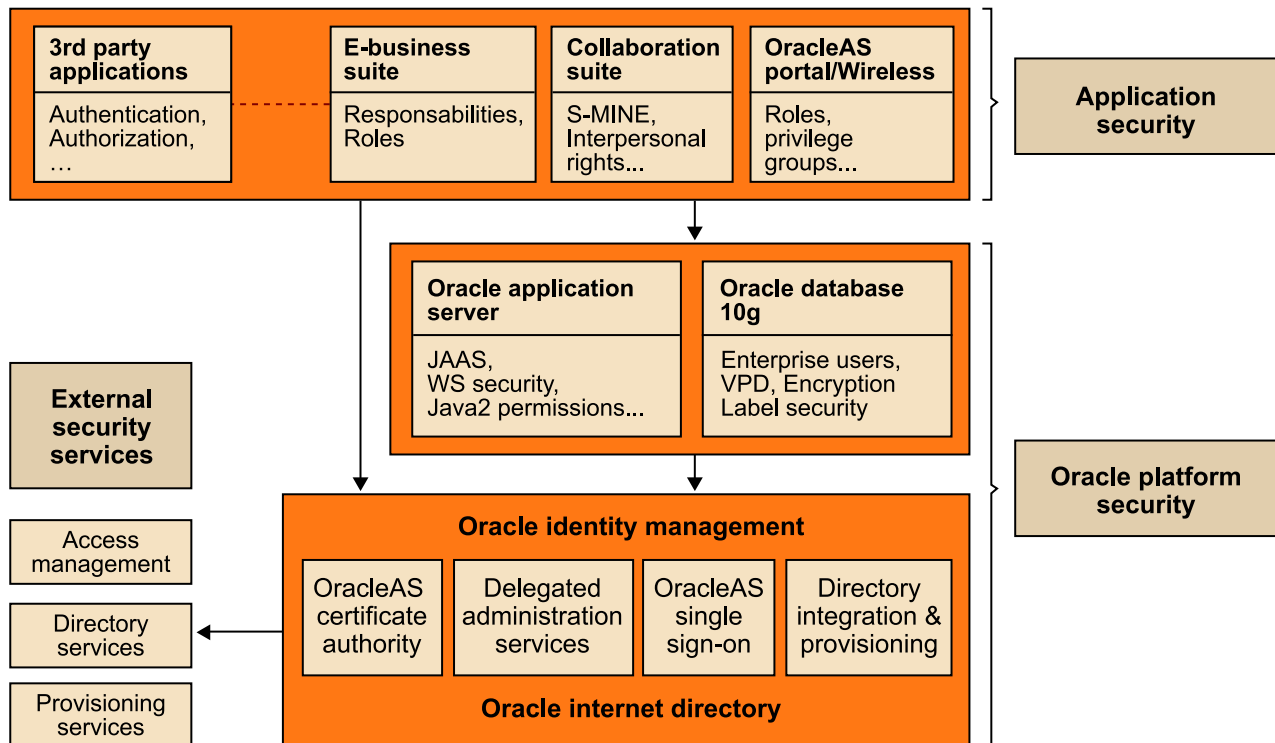 3rd party
applications
Authentication,
Authorization,
…
E-business
suite
Responsabilities,
Roles
Collaboration
suite
S-MINE,
Interpersonal
rights...
OracleAS
portal/Wireless
Roles,
privilege
groups...
Application
security
Oracle application
server
JAAS,
WS security,
Java2 permissions...
Oracle database
10g
Enterprise users,
VPD, Encryption
Label security
Oracle platform
security
External
security
services
Access
management
Directory
services
Provisioning
services
Oracle identity management
OracleAS
certificate
authority
Delegated
administration
services
OracleAS
single
sign-on
Directory
integration &
provisioning
Oracle internet directory